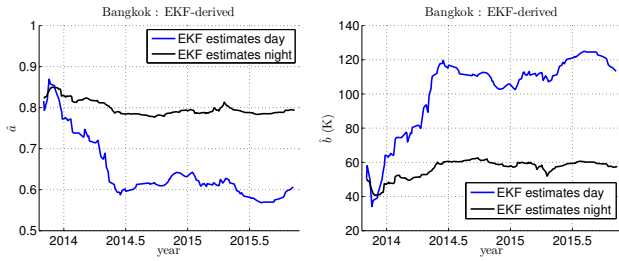 Bangkok : EKF-derived
EKF estimates day
EKF estimates night
1
0.9
0.8
0.7
0.6
0.5
â
2014
2014.5
2015
2015.5
year
Bangkok : EKF-derived
140
120
100
80
60
40
20
b̂ (K)
EKF estimates day
EKF estimates night
2014
2014.5
2015
2015.5
year